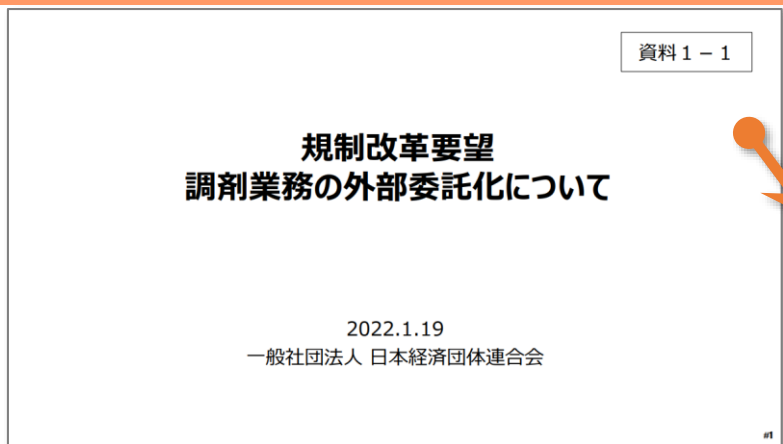 資料１－１
規制改革要望
調剤業務の外部委託化について
2022.1.19
一般社団法人 日本経済団体連合会
#1